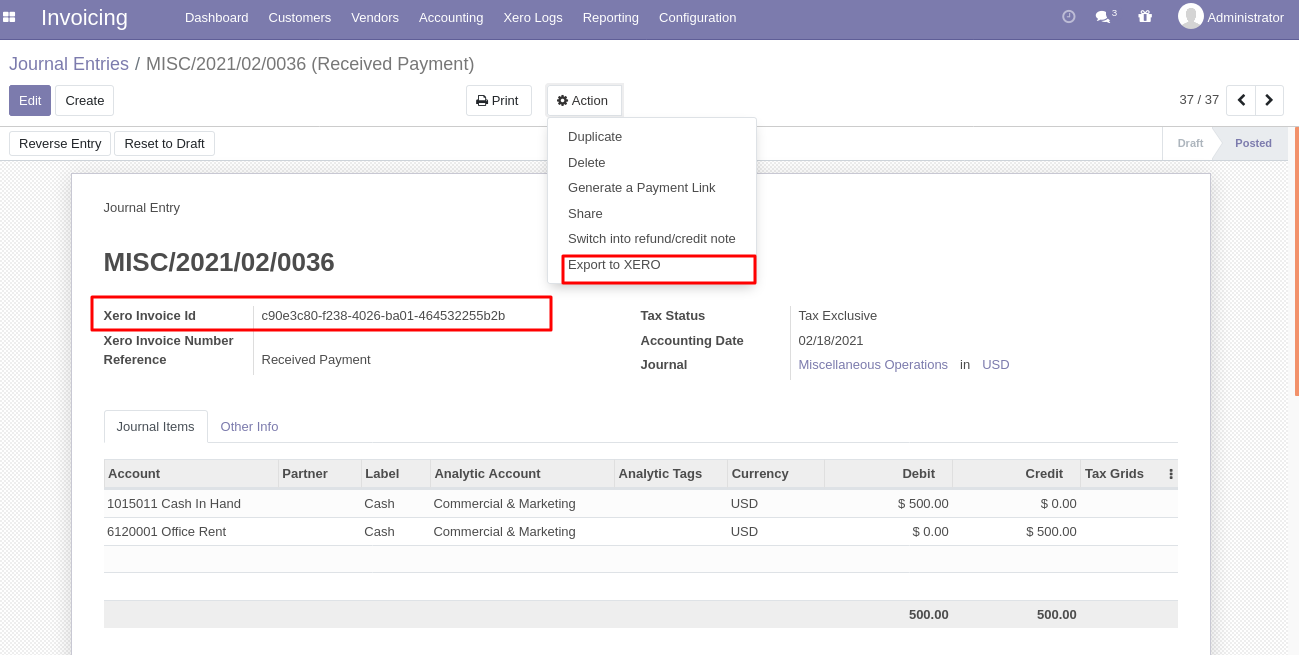 Invoicing Dashboard Customers Vendors Accounting Xero Logs Reporting Configuration 3 Administrator
Journal Entries / MISC/2021/02/0036 (Received Payment)
Edit Create Print Action 37 / 37
Duplicate
Delete
Generate a Payment Link
Share
Switch into refund/credit note
Export to XERO
Reverse Entry Reset to Draft Draft Posted
Journal Entry
MISC/2021/02/0036
Xero Invoice Id c90e3c80-f238-4026-ba01-464532255b2b
Xero Invoice Number
Reference Received Payment
Tax Status Tax Exclusive
Accounting Date 02/18/2021
Journal Miscellaneous Operations in USD
Journal Items Other Info
Account Partner Label Analytic Account Analytic Tags Currency Debit Credit Tax Grids
1015011 Cash In Hand Cash Commercial & Marketing USD $ 500.00 $ 0.00
6120001 Office Rent Cash Commercial & Marketing USD $ 0.00 $ 500.00
500.00 500.00